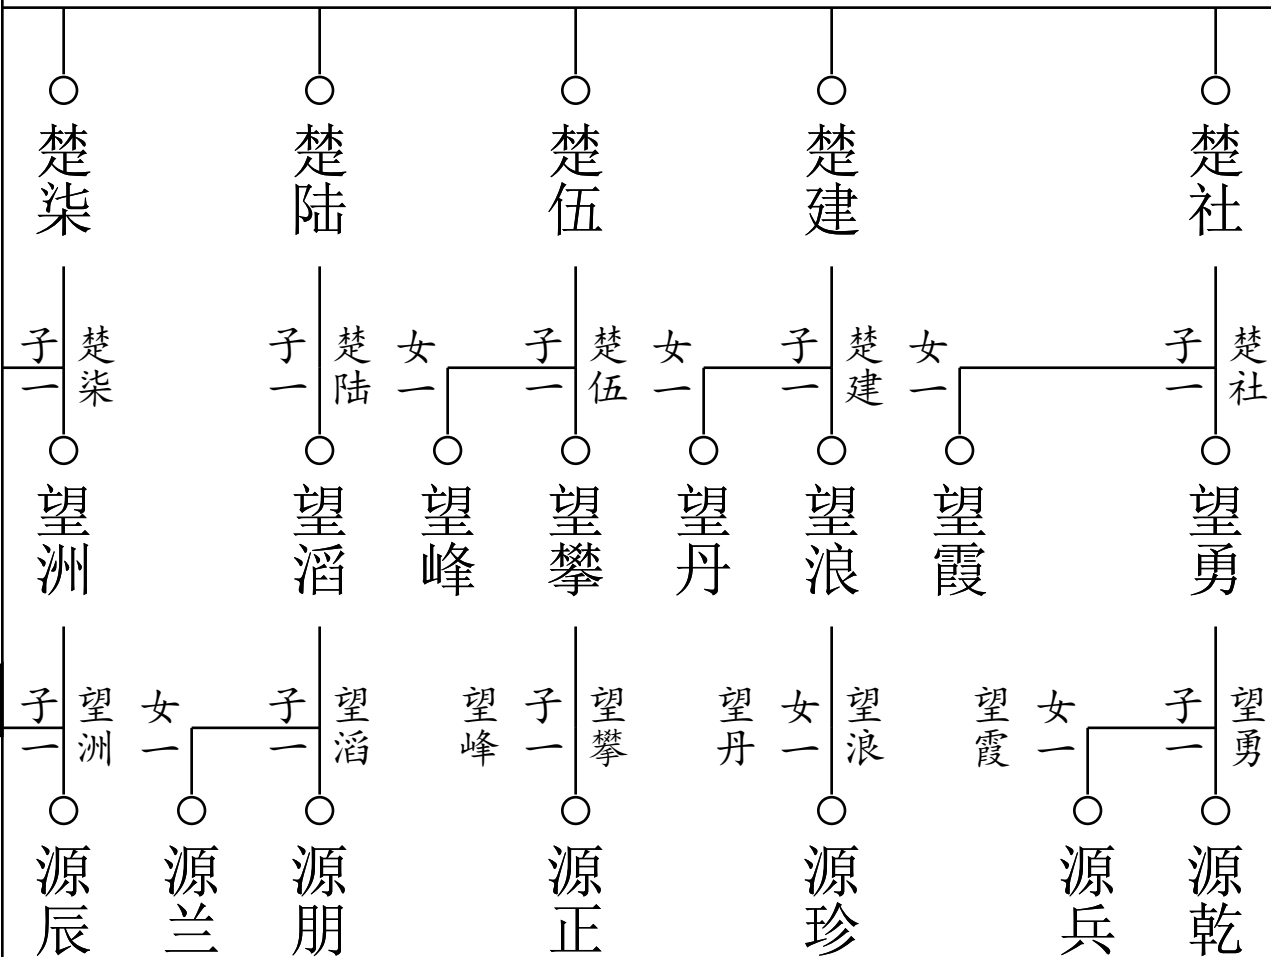 楚社
楚建
楚伍
楚陆
楚柒
楚社
子一
女一
楚建
子一
女一
楚伍
子一
女一
楚陆
子一
楚柒
子一
望勇
望霞
望浪
望丹
望攀
望峰
望滔
望洲
望勇
子一
女一
望霞
望浪
女一
望丹
望攀
子一
望峰
望滔
子一
女一
望洲
子一
源乾
源兵
源珍
源正
源朋
源兰
源辰